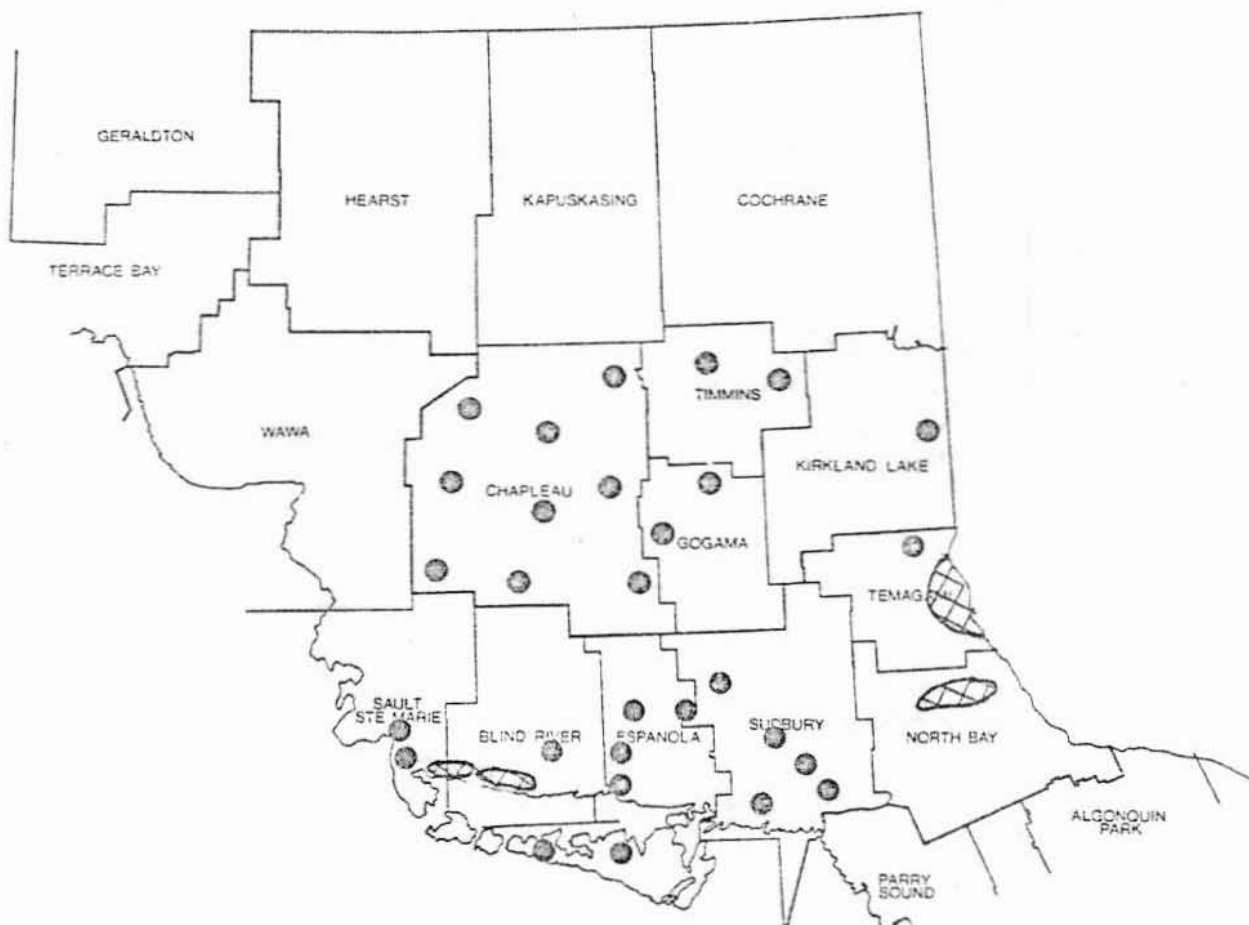 GERALDTON
HEARST
KAPUSKASING
COCHRANE
TERRACE BAY
TIMMINS
WAWA
KIRKLAND LAKE
CHAPLEAU
GOGAMA
TEMAGAMI
SAULT
STE MARIE
BLIND RIVER
ESPANOLA
SUDBURY
NORTH BAY
ALGONQUIN
PARK
PARRY
SOUND